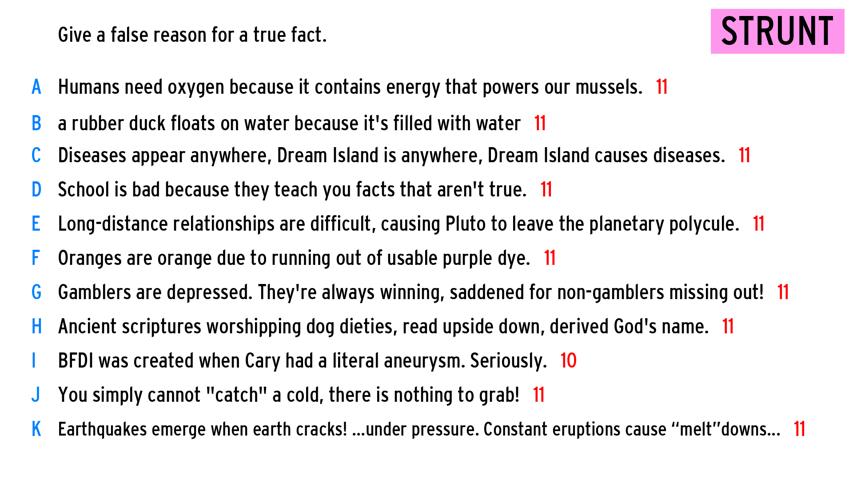 Give a false reason for a true fact.
STRUNT
A Humans need oxygen because it contains energy that powers our mussels. 11
B a rubber duck floats on water because it's filled with water 11
C Diseases appear anywhere, Dream Island is anywhere, Dream Island causes diseases. 11
D School is bad because they teach you facts that aren't true. 11
E Long-distance relationships are difficult, causing Pluto to leave the planetary polycule. 11
F Oranges are orange due to running out of usable purple dye. 11
G Gamblers are depressed. They're always winning, saddened for non-gamblers missing out! 11
H Ancient scriptures worshipping dog dieties, read upside down, derived God's name. 11
I BFDI was created when Cary had a literal aneurysm. Seriously. 10
J You simply cannot "catch" a cold, there is nothing to grab! 11
K Earthquakes emerge when earth cracks! ...under pressure. Constant eruptions cause “melt”downs... 11